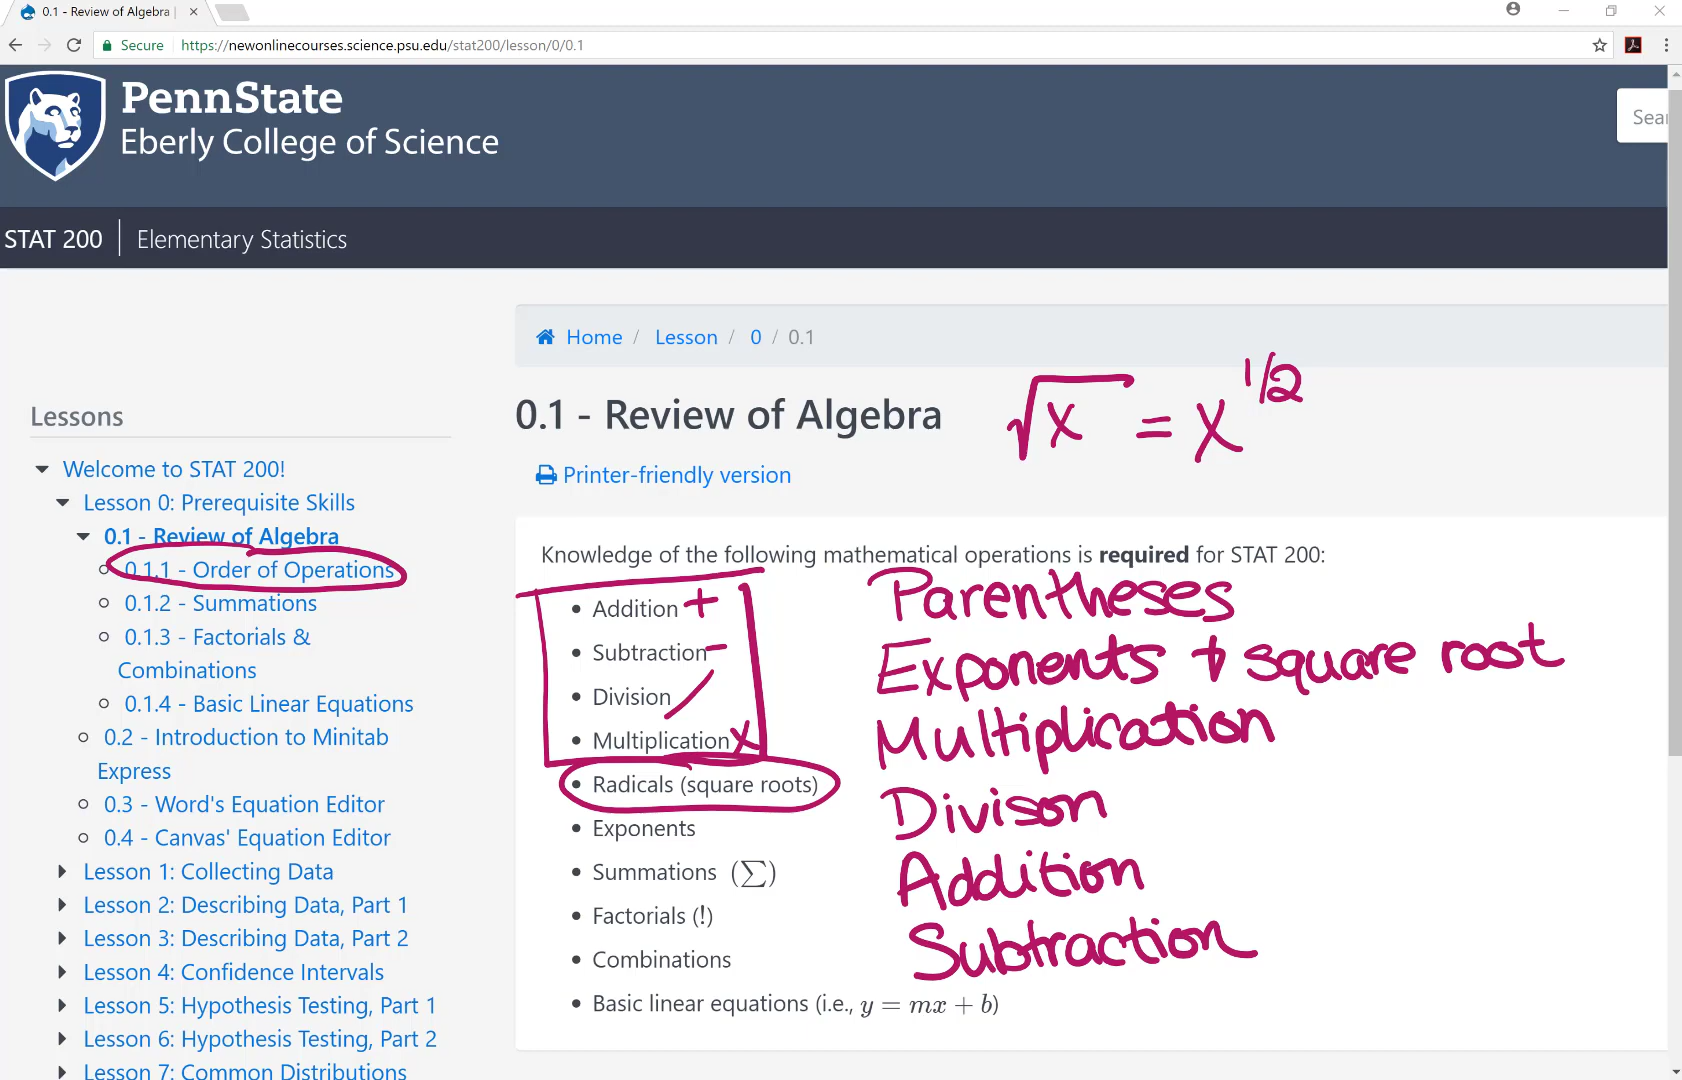 0.1 - Review of Algebra |
Secure https://newonlinecourses.science.psu.edu/stat200/lesson/0/0.1
PennState
Eberly College of Science
Sear
STAT 200 | Elementary Statistics
Home / Lesson / 0 / 0.1
0.1 - Review of Algebra
√x = x^1/2
Printer-friendly version
Lessons
Welcome to STAT 200!
Lesson 0: Prerequisite Skills
0.1 - Review of Algebra
0.1.1 - Order of Operations
0.1.2 - Summations
0.1.3 - Factorials &
Combinations
0.1.4 - Basic Linear Equations
0.2 - Introduction to Minitab
Express
0.3 - Word's Equation Editor
0.4 - Canvas' Equation Editor
Lesson 1: Collecting Data
Lesson 2: Describing Data, Part 1
Lesson 3: Describing Data, Part 2
Lesson 4: Confidence Intervals
Lesson 5: Hypothesis Testing, Part 1
Lesson 6: Hypothesis Testing, Part 2
Lesson 7: Common Distributions
Knowledge of the following mathematical operations is required for STAT 200:
• Addition +
• Subtraction -
• Division /
• Multiplication x
• Radicals (square roots)
• Exponents
• Summations (∑)
• Factorials (!)
• Combinations
• Basic linear equations (i.e., y = mx + b)
Parentheses
Exponents + square root
Multiplication
Divison
Addition
Subtraction